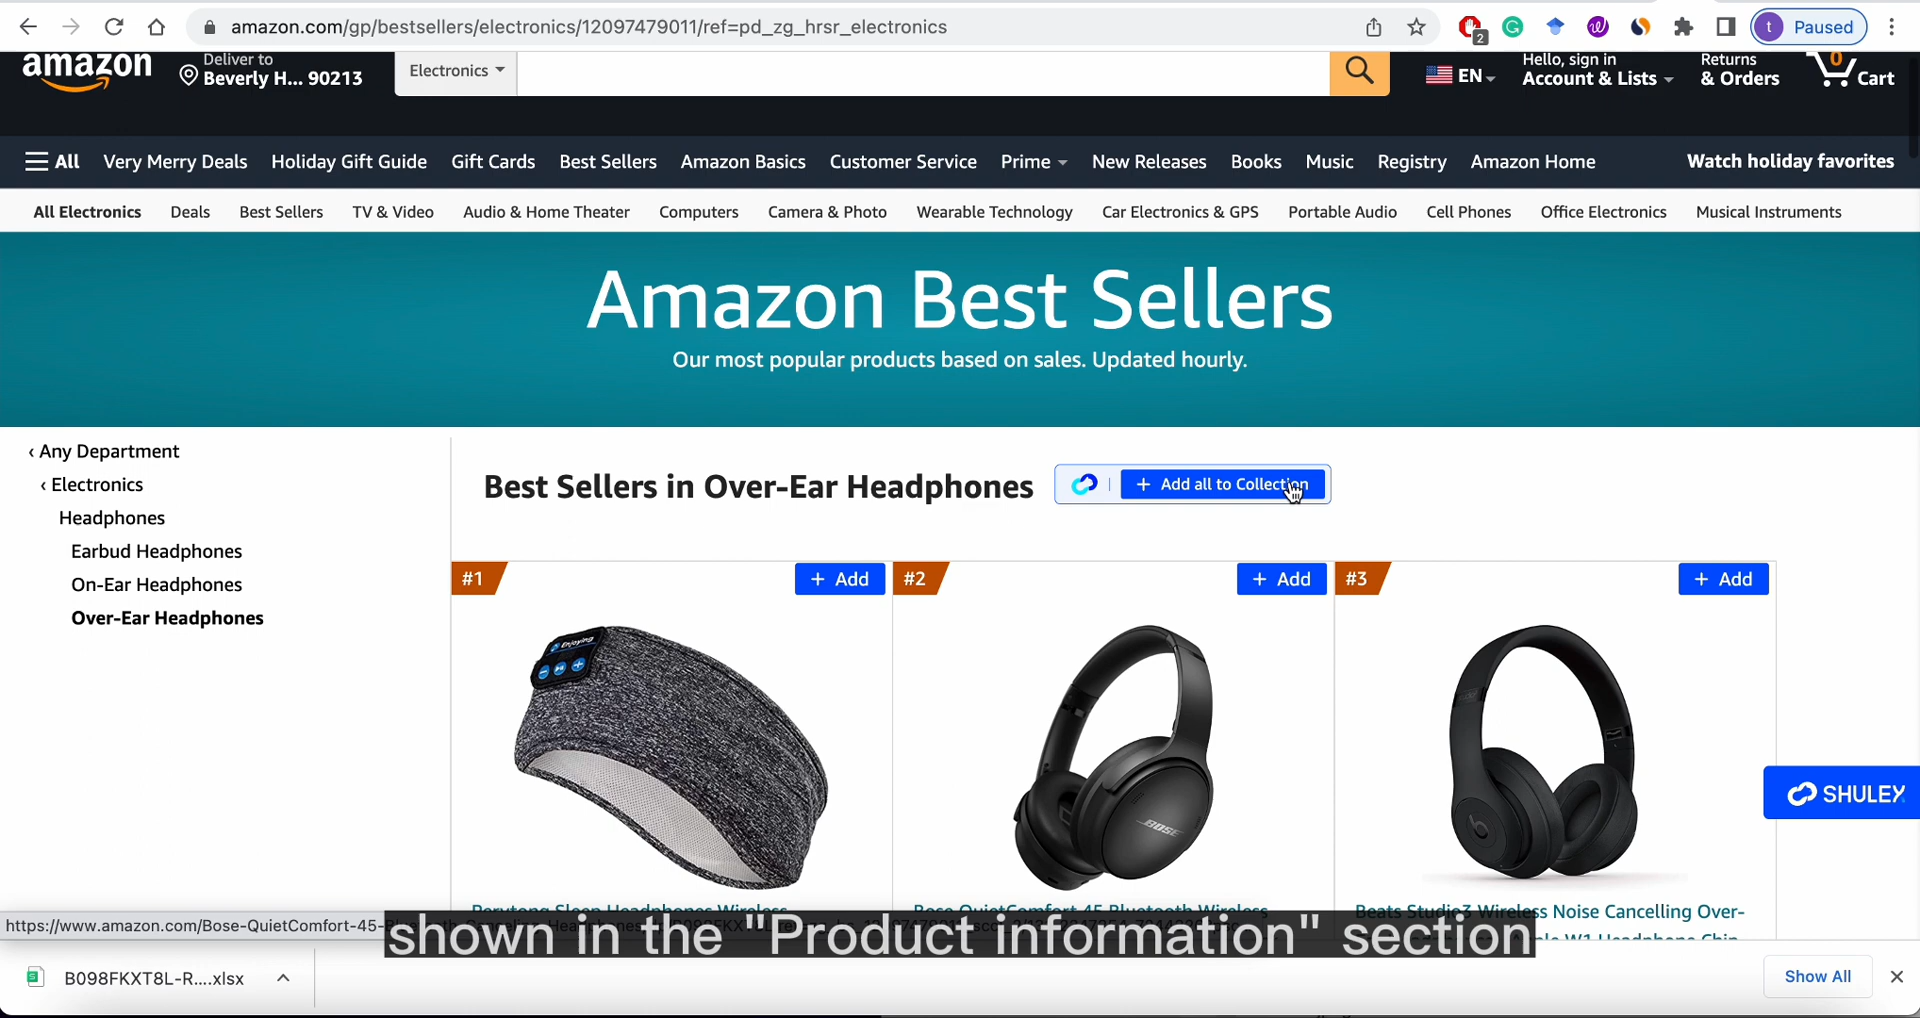 amazon.com/gp/bestsellers/electronics/12097479011/ref=pd_zg_hrsr_electronics
2
t Paused
amazon
Deliver to
Beverly H... 90213
Electronics
EN
Hello, sign in
Account & Lists
Returns
& Orders
0
Cart
All Very Merry Deals Holiday Gift Guide Gift Cards Best Sellers Amazon Basics Customer Service Prime New Releases Books Music Registry Amazon Home Watch holiday favorites
All Electronics Deals Best Sellers TV & Video Audio & Home Theater Computers Camera & Photo Wearable Technology Car Electronics & GPS Portable Audio Cell Phones Office Electronics Musical Instruments
Amazon Best Sellers
Our most popular products based on sales. Updated hourly.
‹ Any Department
‹ Electronics
Headphones
Earbud Headphones
On-Ear Headphones
Over-Ear Headphones
Best Sellers in Over-Ear Headphones
+ Add all to Collection
#1 + Add #2 + Add #3 + Add
Enjoying
BOSE
SHULEX
Perytong Sleep Headphones Wireless
Bose QuietComfort 45 Bluetooth Wireless
Beats Studio3 Wireless Noise Cancelling Over-
https://www.amazon.com/Bose-QuietComfort-45-
shown in the "Product information" section
B098FKXT8L-R....xlsx
Show All